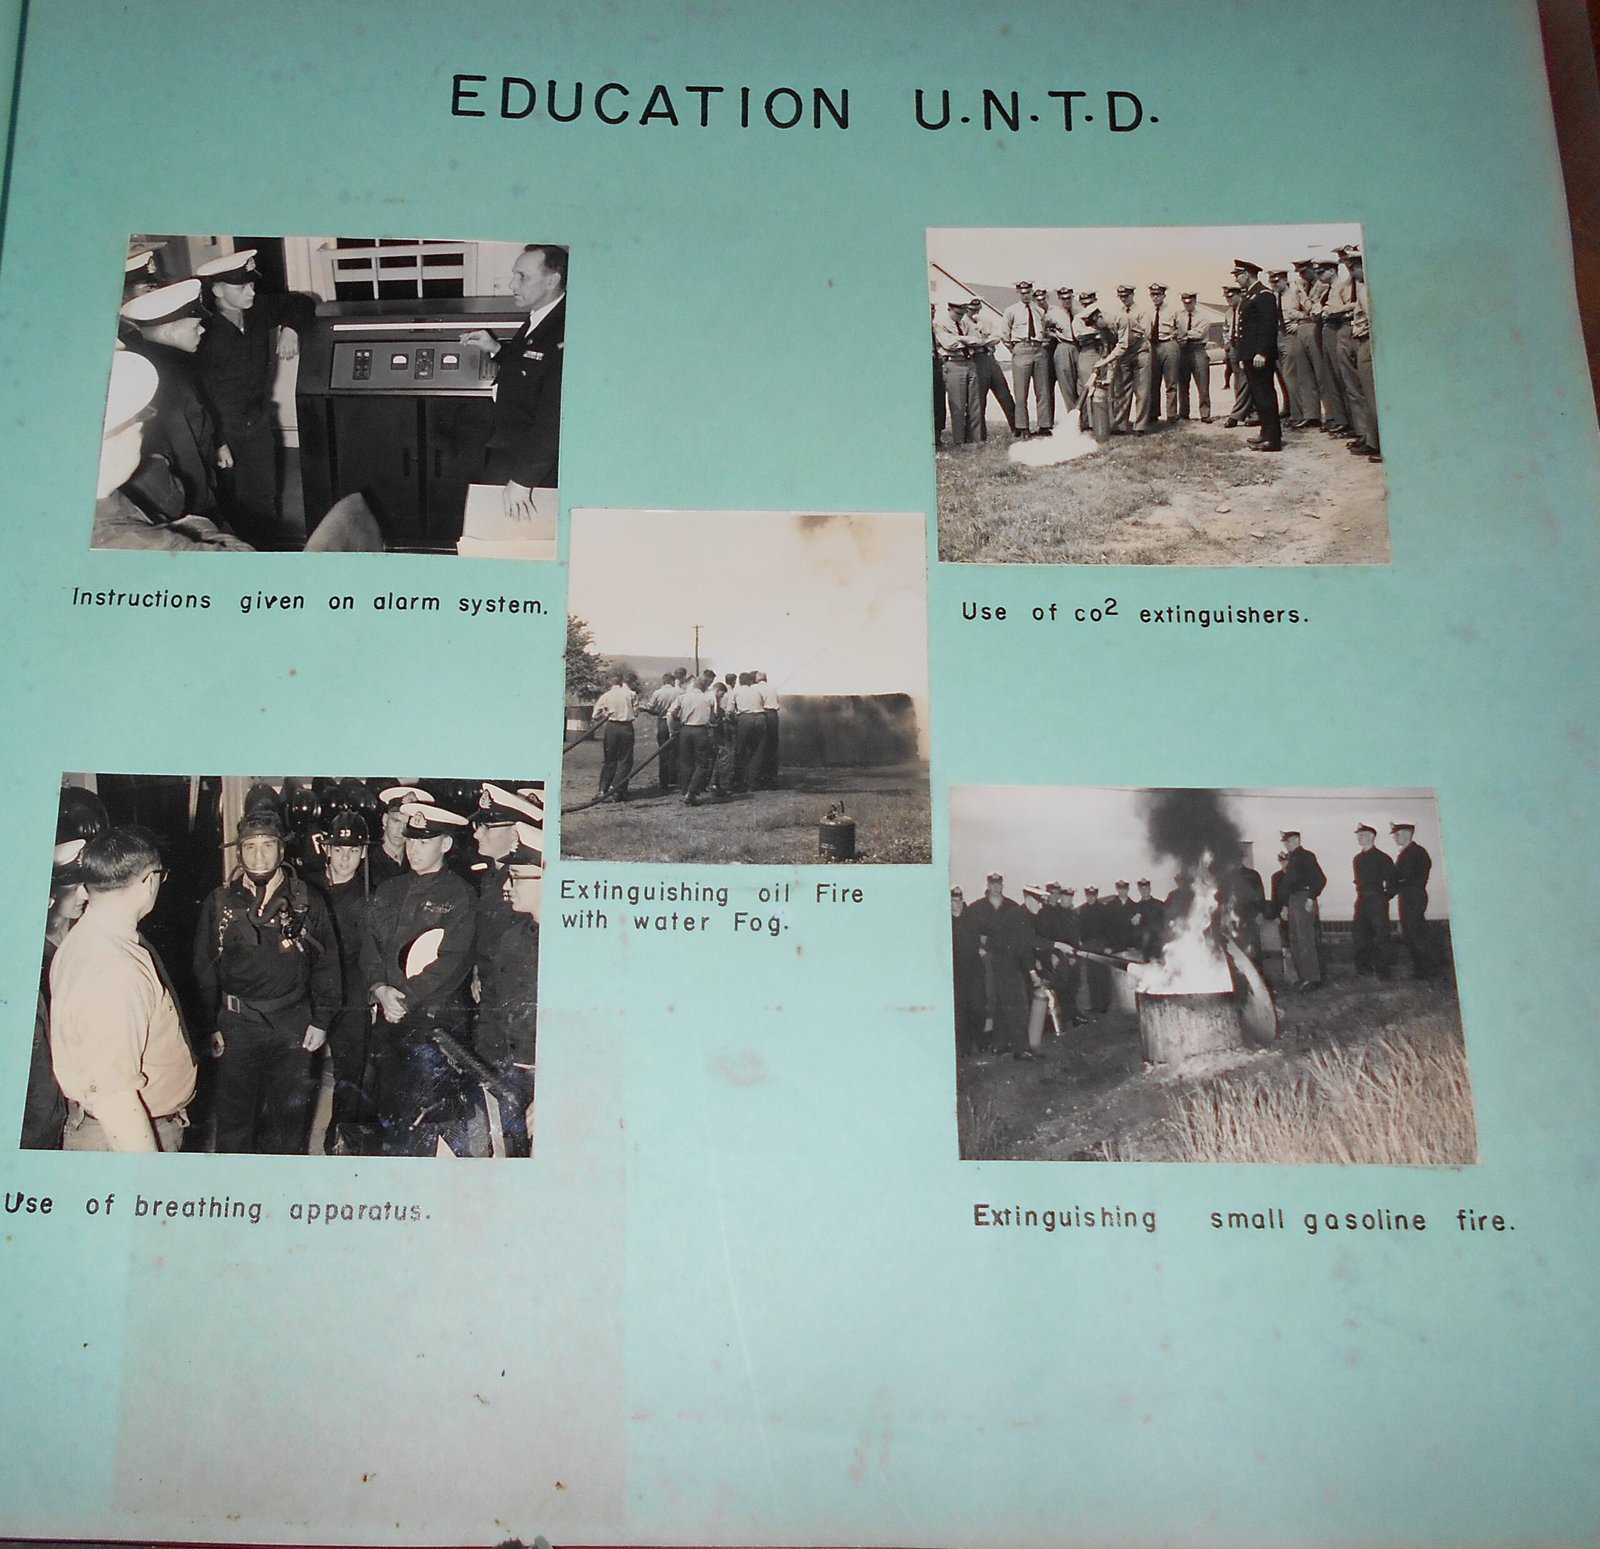 EDUCATION U.N.T.D.
Instructions given on alarm system.
Use of co² extinguishers.
Extinguishing oil Fire
with water Fog.
33
Use of breathing apparatus.
Extinguishing small gasoline fire.